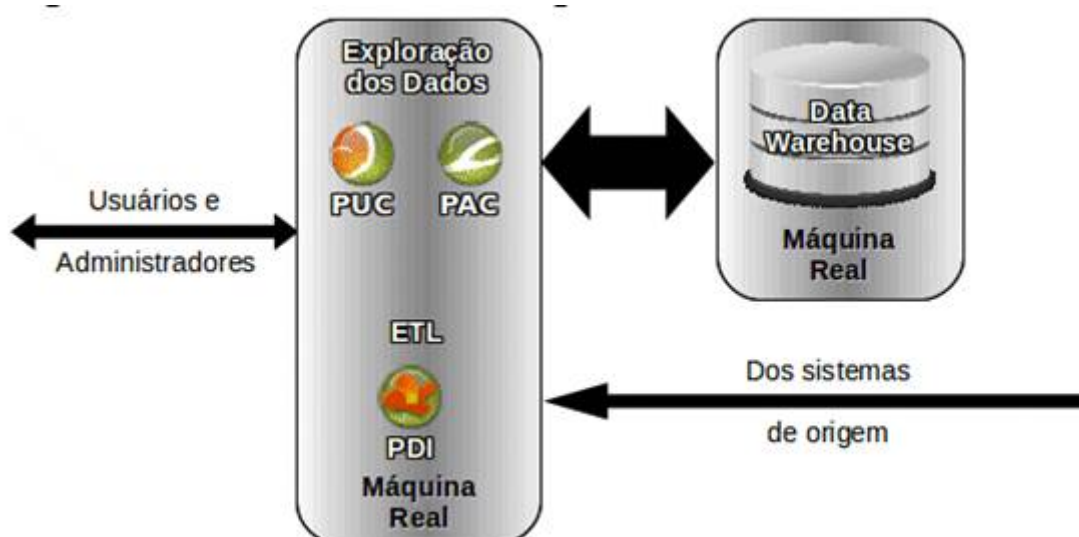 Exploração
dos Dados
PUC
PAC
ETL
PDI
Máquina
Real
Usuários e
Administradores
Data
Warehouse
Máquina
Real
Dos sistemas
de origem